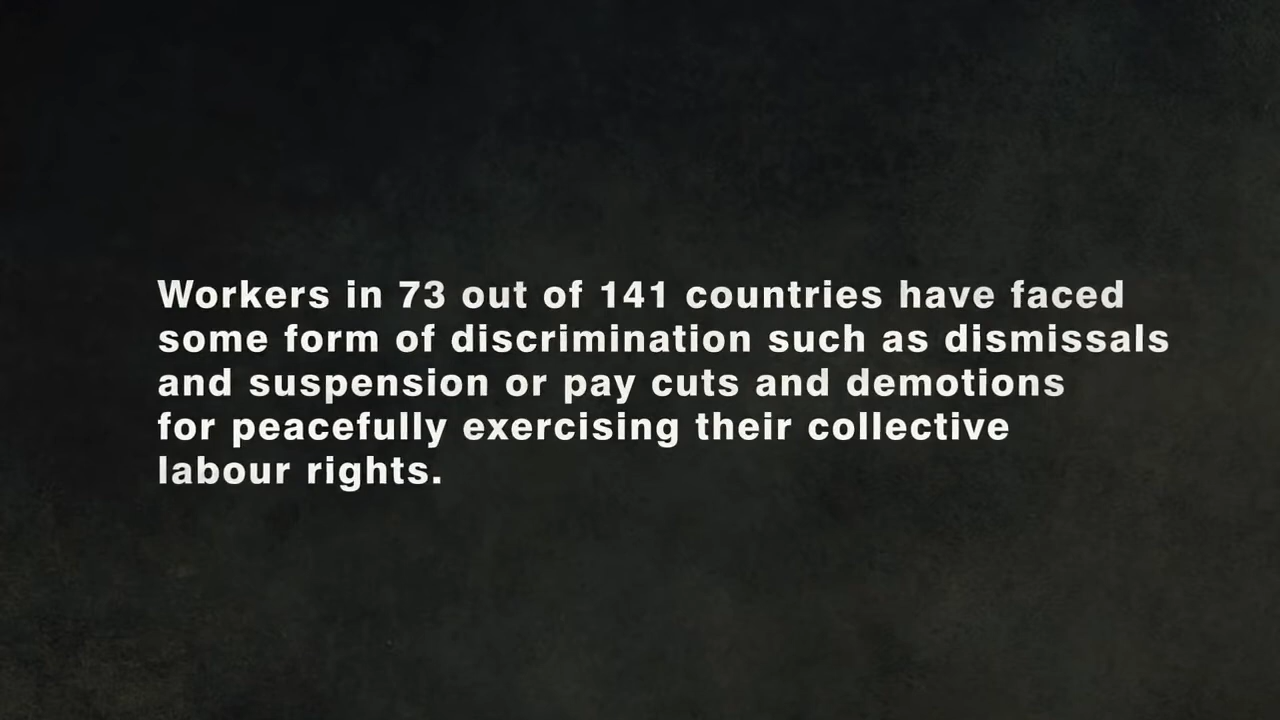 Workers in 73 out of 141 countries have faced
some form of discrimination such as dismissals
and suspension or pay cuts and demotions
for peacefully exercising their collective
labour rights.